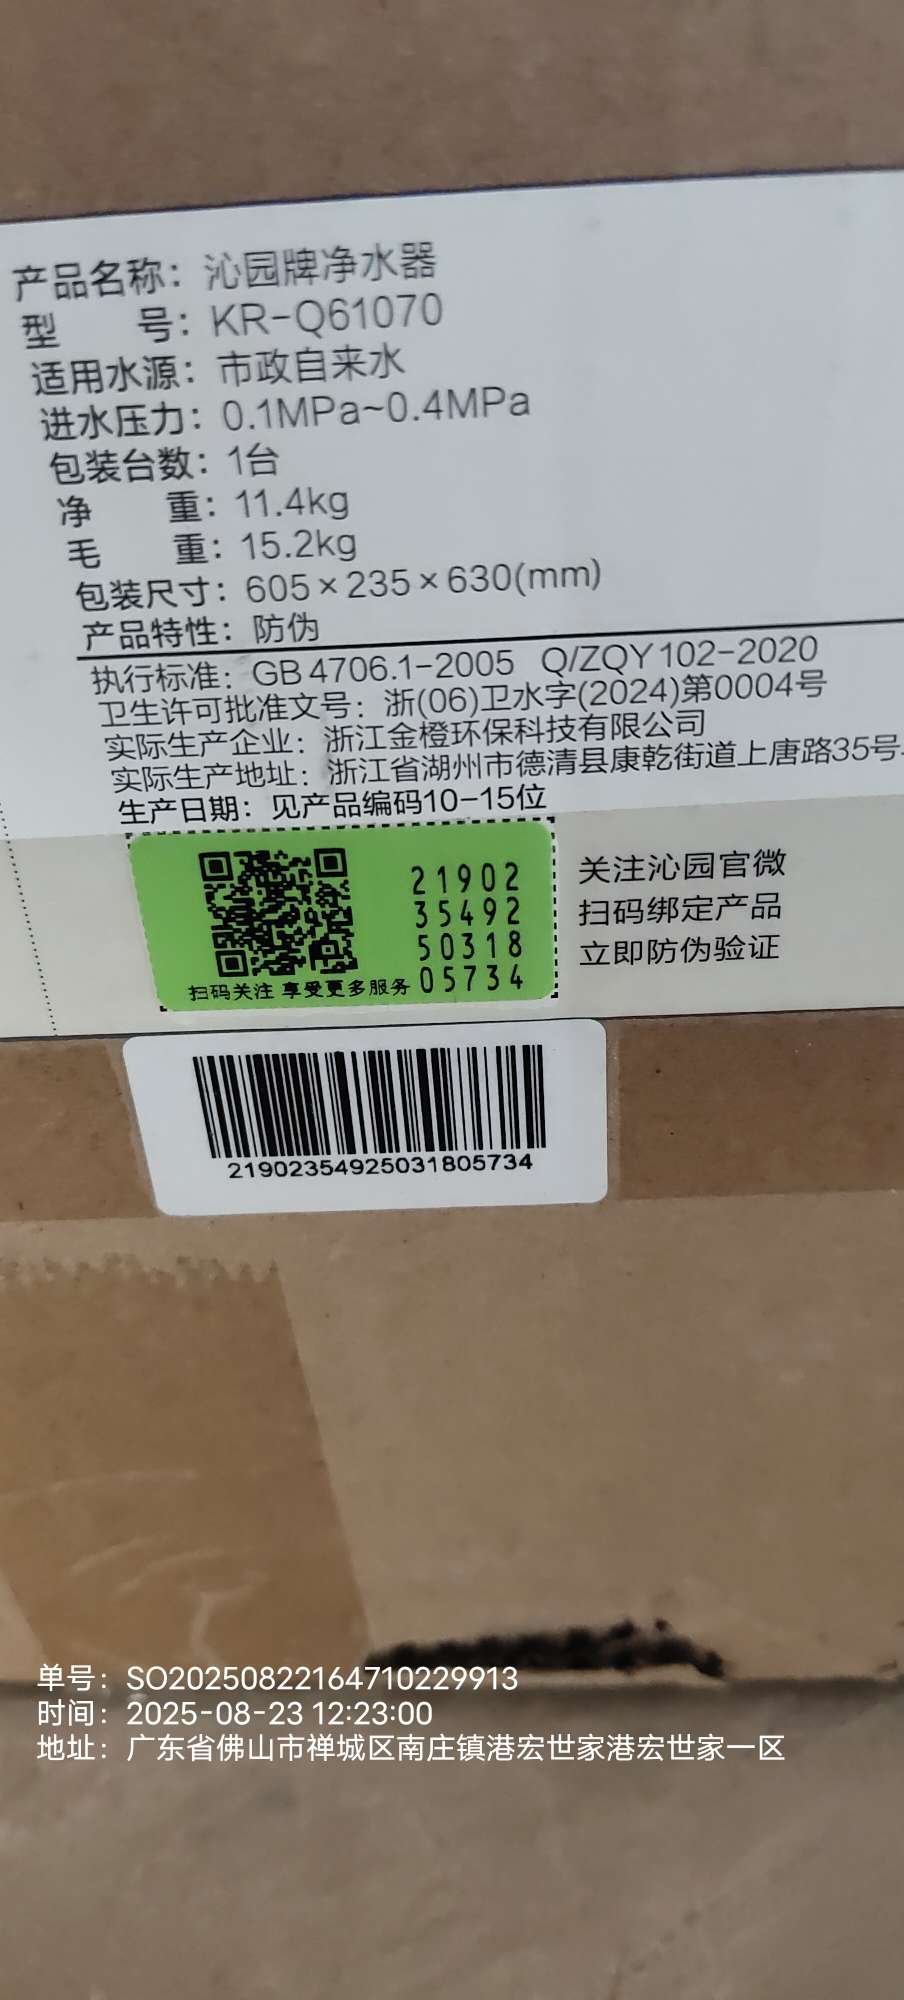 产品名称：沁园牌净水器
型 号：KR-Q61070
适用水源：市政自来水
进水压力：0.1MPa~0.4MPa
包装台数：1台
净 重：11.4kg
毛 重：15.2kg
包装尺寸：605×235×630(mm)
产品特性：防伪
执行标准：GB 4706.1-2005 Q/ZQY 102-2020
卫生许可批准文号：浙(06)卫水字(2024)第0004号
实际生产企业：浙江金橙环保科技有限公司
实际生产地址：浙江省湖州市德清县康乾街道上唐路35号
生产日期：见产品编码10-15位
21902
35492
50318
05734
扫码关注 享受更多服务
关注沁园官微
扫码绑定产品
立即防伪验证
21902354925031805734
单号：SO20250822164710229913
时间：2025-08-23 12:23:00
地址：广东省佛山市禅城区南庄镇港宏世家港宏世家一区